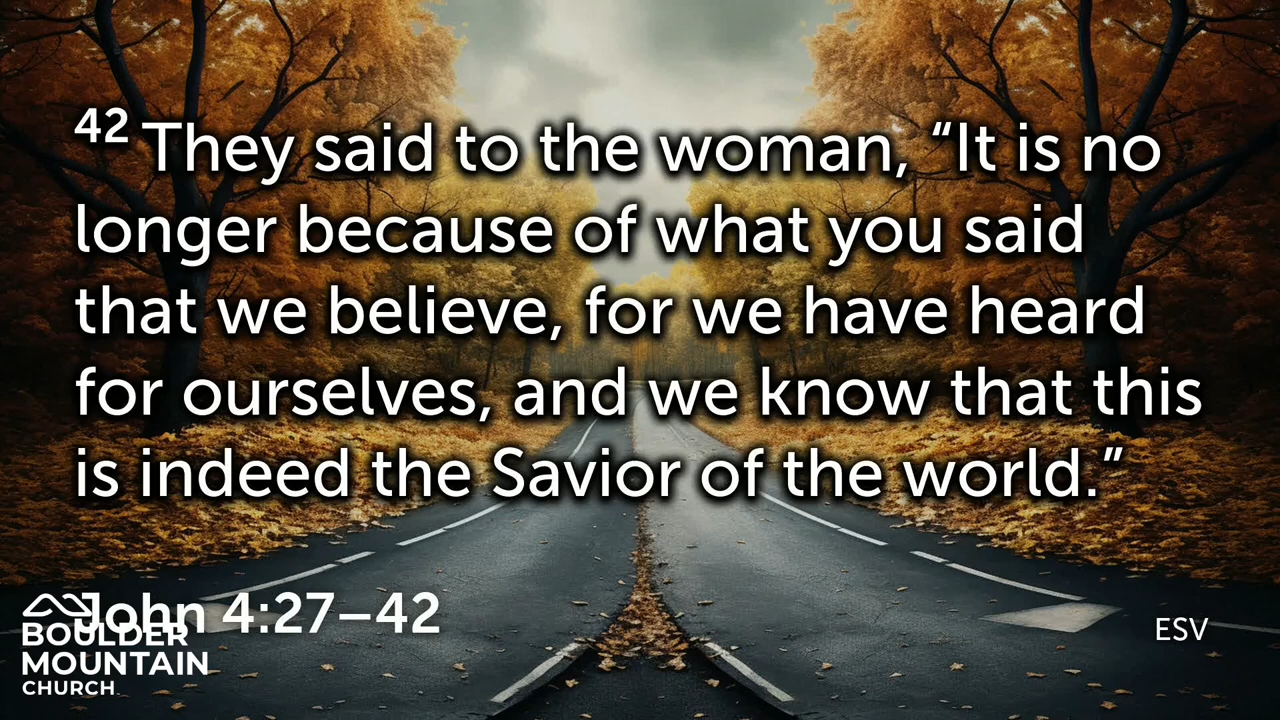 42 They said to the woman, “It is no
longer because of what you said
that we believe, for we have heard
for ourselves, and we know that this
is indeed the Savior of the world.”
John 4:27–42
BOULDER
MOUNTAIN
CHURCH
ESV